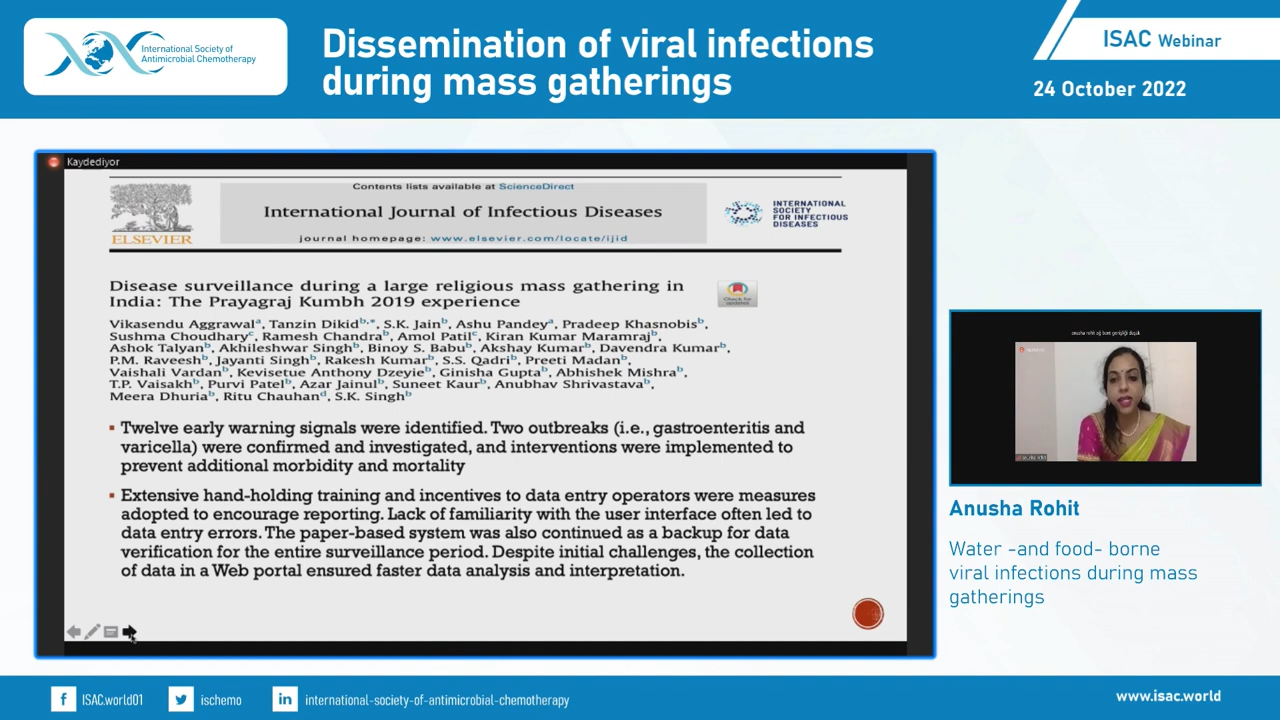 International Society of
Antimicrobial Chemotherapy
Dissemination of viral infections
during mass gatherings
ISAC Webinar
24 October 2022
Kaydediyor
Contents lists available at ScienceDirect
International Journal of Infectious Diseases
journal homepage: www.elsevier.com/locate/ijid
ELSEVIER
INTERNATIONAL
SOCIETY
FOR INFECTIOUS
DISEASES
Disease surveillance during a large religious mass gathering in
India: The Prayagraj Kumbh 2019 experience
Check for
updates
Vikasendu Aggrawalᵃ, Tanzin Dikidᵇ,*, S.K. Jainᵇ, Ashu Pandeyᵃ, Pradeep Khasnobisᵇ,
Sushma Choudharyᶜ, Ramesh Chandraᵇ, Amol Patilᶜ, Kiran Kumar Maramrajᵇ,
Ashok Talyanᵇ, Akhileshwar Singhᵇ, Binoy S. Babuᵇ, Akshay Kumarᵇ, Davendra Kumarᵇ,
P.M. Raveeshᵇ, Jayanti Singhᵇ, Rakesh Kumarᵇ, S.S. Qadriᵇ, Preeti Madanᵇ,
Vaishali Vardanᵇ, Kevisetue Anthony Dzeyieᵇ, Ginisha Guptaᵇ, Abhishek Mishraᵇ,
T.P. Vaisakhᵇ, Purvi Patelᵇ, Azar Jainulᵇ, Suneet Kaurᵇ, Anubhav Shrivastavaᵇ,
Meera Dhuriaᵇ, Ritu Chauhanᵈ, S.K. Singhᵇ
▪ Twelve early warning signals were identified. Two outbreaks (i.e., gastroenteritis and
varicella) were confirmed and investigated, and interventions were implemented to
prevent additional morbidity and mortality
▪ Extensive hand-holding training and incentives to data entry operators were measures
adopted to encourage reporting. Lack of familiarity with the user interface often led to
data entry errors. The paper-based system was also continued as a backup for data
verification for the entire surveillance period. Despite initial challenges, the collection
of data in a Web portal ensured faster data analysis and interpretation.
Anusha Rohit
Water -and food- borne
viral infections during mass
gatherings
ISAC.world01
ischemo
international-society-of-antimicrobial-chemotherapy
www.isac.world